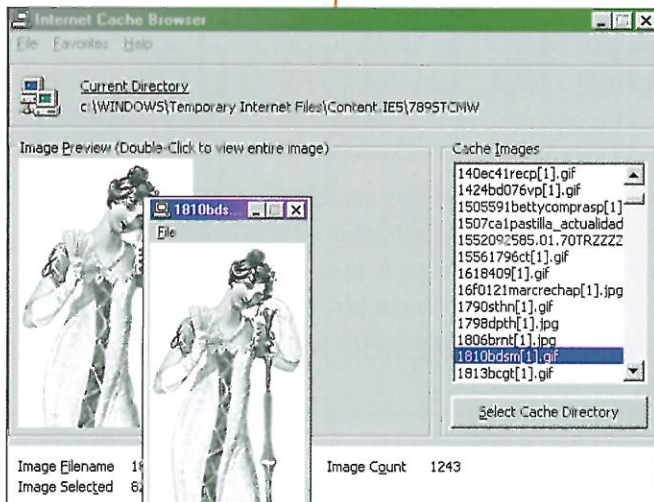 Internet Cache Browser
File Favorites Help
Current Directory
c:\WINDOWS\Temporary Internet Files\Content.IE5\789STCMW
Image Preview (Double-Click to view entire image)
1810bds...
File
Cache Images
140ec41recp[1].gif
1424bd076vp[1].gif
1505591bettycomprasp[1]
1507ca1pastilla_actualidad
1552092585.01.70TRZZZZ
15561796ct[1].gif
1618409[1].gif
16f0121marcrechap[1].jpg
1790sthn[1].gif
1798dpth[1].jpg
1806brnt[1].jpg
1810bdsm[1].gif
1813bcgt[1].gif
Select Cache Directory
Image Filename 18
Image Count 1243
Image Selected 82